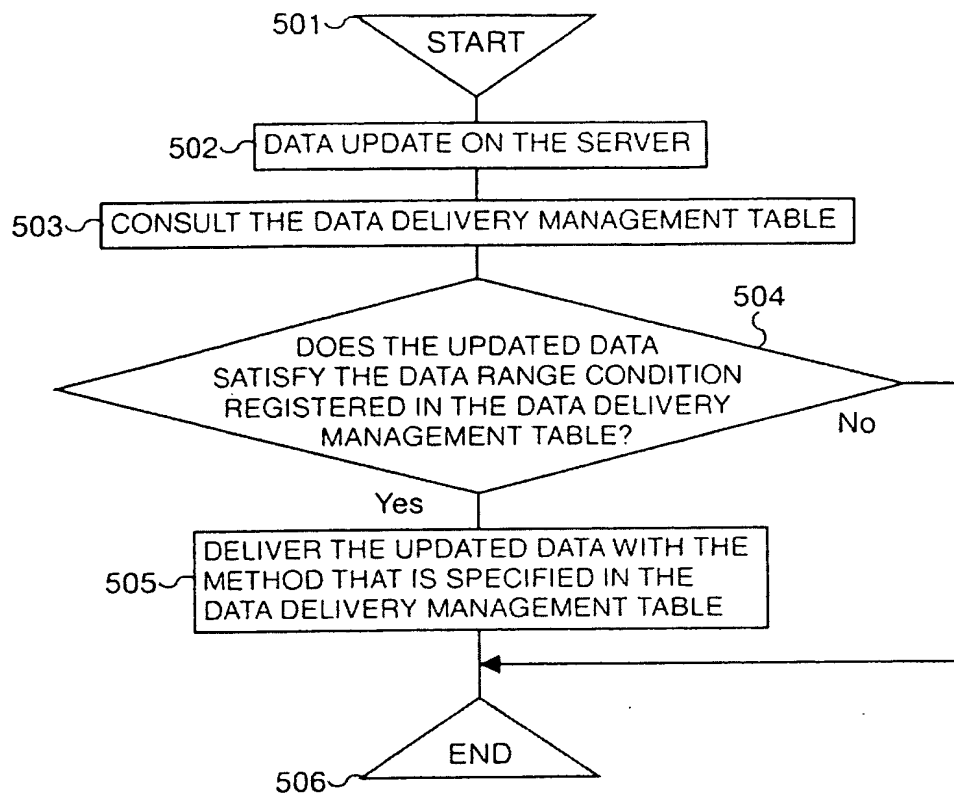 501
START
502
DATA UPDATE ON THE SERVER
503
CONSULT THE DATA DELIVERY MANAGEMENT TABLE
504
DOES THE UPDATED DATA
SATISFY THE DATA RANGE CONDITION
REGISTERED IN THE DATA DELIVERY
MANAGEMENT TABLE?
No
Yes
505
DELIVER THE UPDATED DATA WITH THE
METHOD THAT IS SPECIFIED IN THE
DATA DELIVERY MANAGEMENT TABLE
END
506